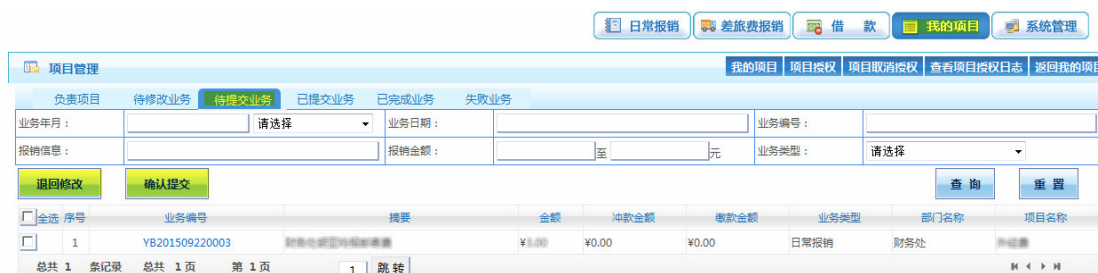 日常报销 差旅费报销 借 款 我的项目 系统管理
项目管理 我的项目 项目授权 项目取消授权 查看项目授权日志 返回我的项目
负责项目 待修改业务 待提交业务 已提交业务 已完成业务 失败业务
业务年月： 请选择 业务日期： 业务编号：
报销信息： 报销金额： 至 元 业务类型： 请选择
退回修改 确认提交 查 询 重 置
全选 序号 业务编号 摘要 金额 冲款金额 缴款金额 业务类型 部门名称 项目名称
1 YB201509220003 ¥ ¥0.00 ¥0.00 日常报销 财务处
总共 1 条记录 总共 1 页 第 1 页 1 跳 转